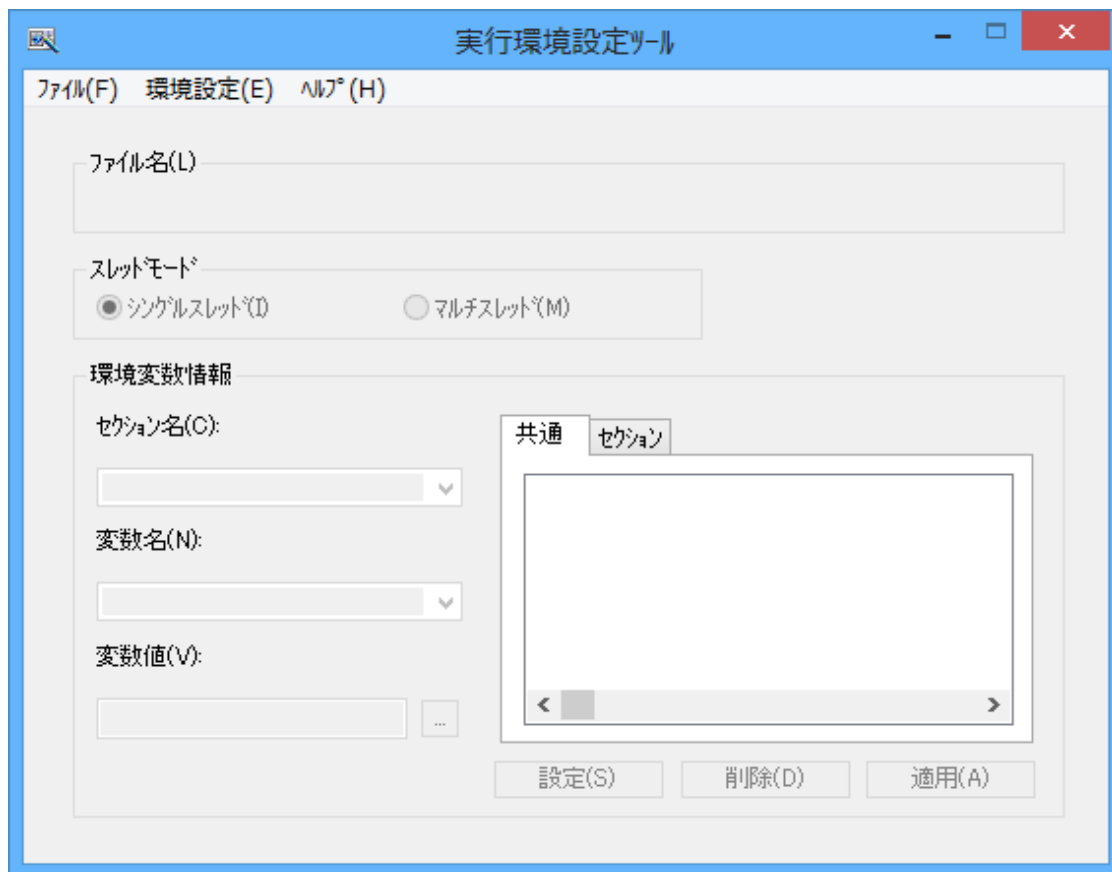 実行環境設定ﾂｰﾙ
ﾌｧｲﾙ(F) 環境設定(E) ﾍﾙﾌﾟ(H)
ファイル名(L)
ｽﾚｯﾄﾞﾓｰﾄﾞ
ｼﾝｸﾞﾙｽﾚｯﾄﾞ(I) ﾏﾙﾁｽﾚｯﾄﾞ(M)
環境変数情報
ｾｸｼｮﾝ名(C):
共通 ｾｸｼｮﾝ
変数名(N):
変数値(V):
...
設定(S) 削除(D) 適用(A)